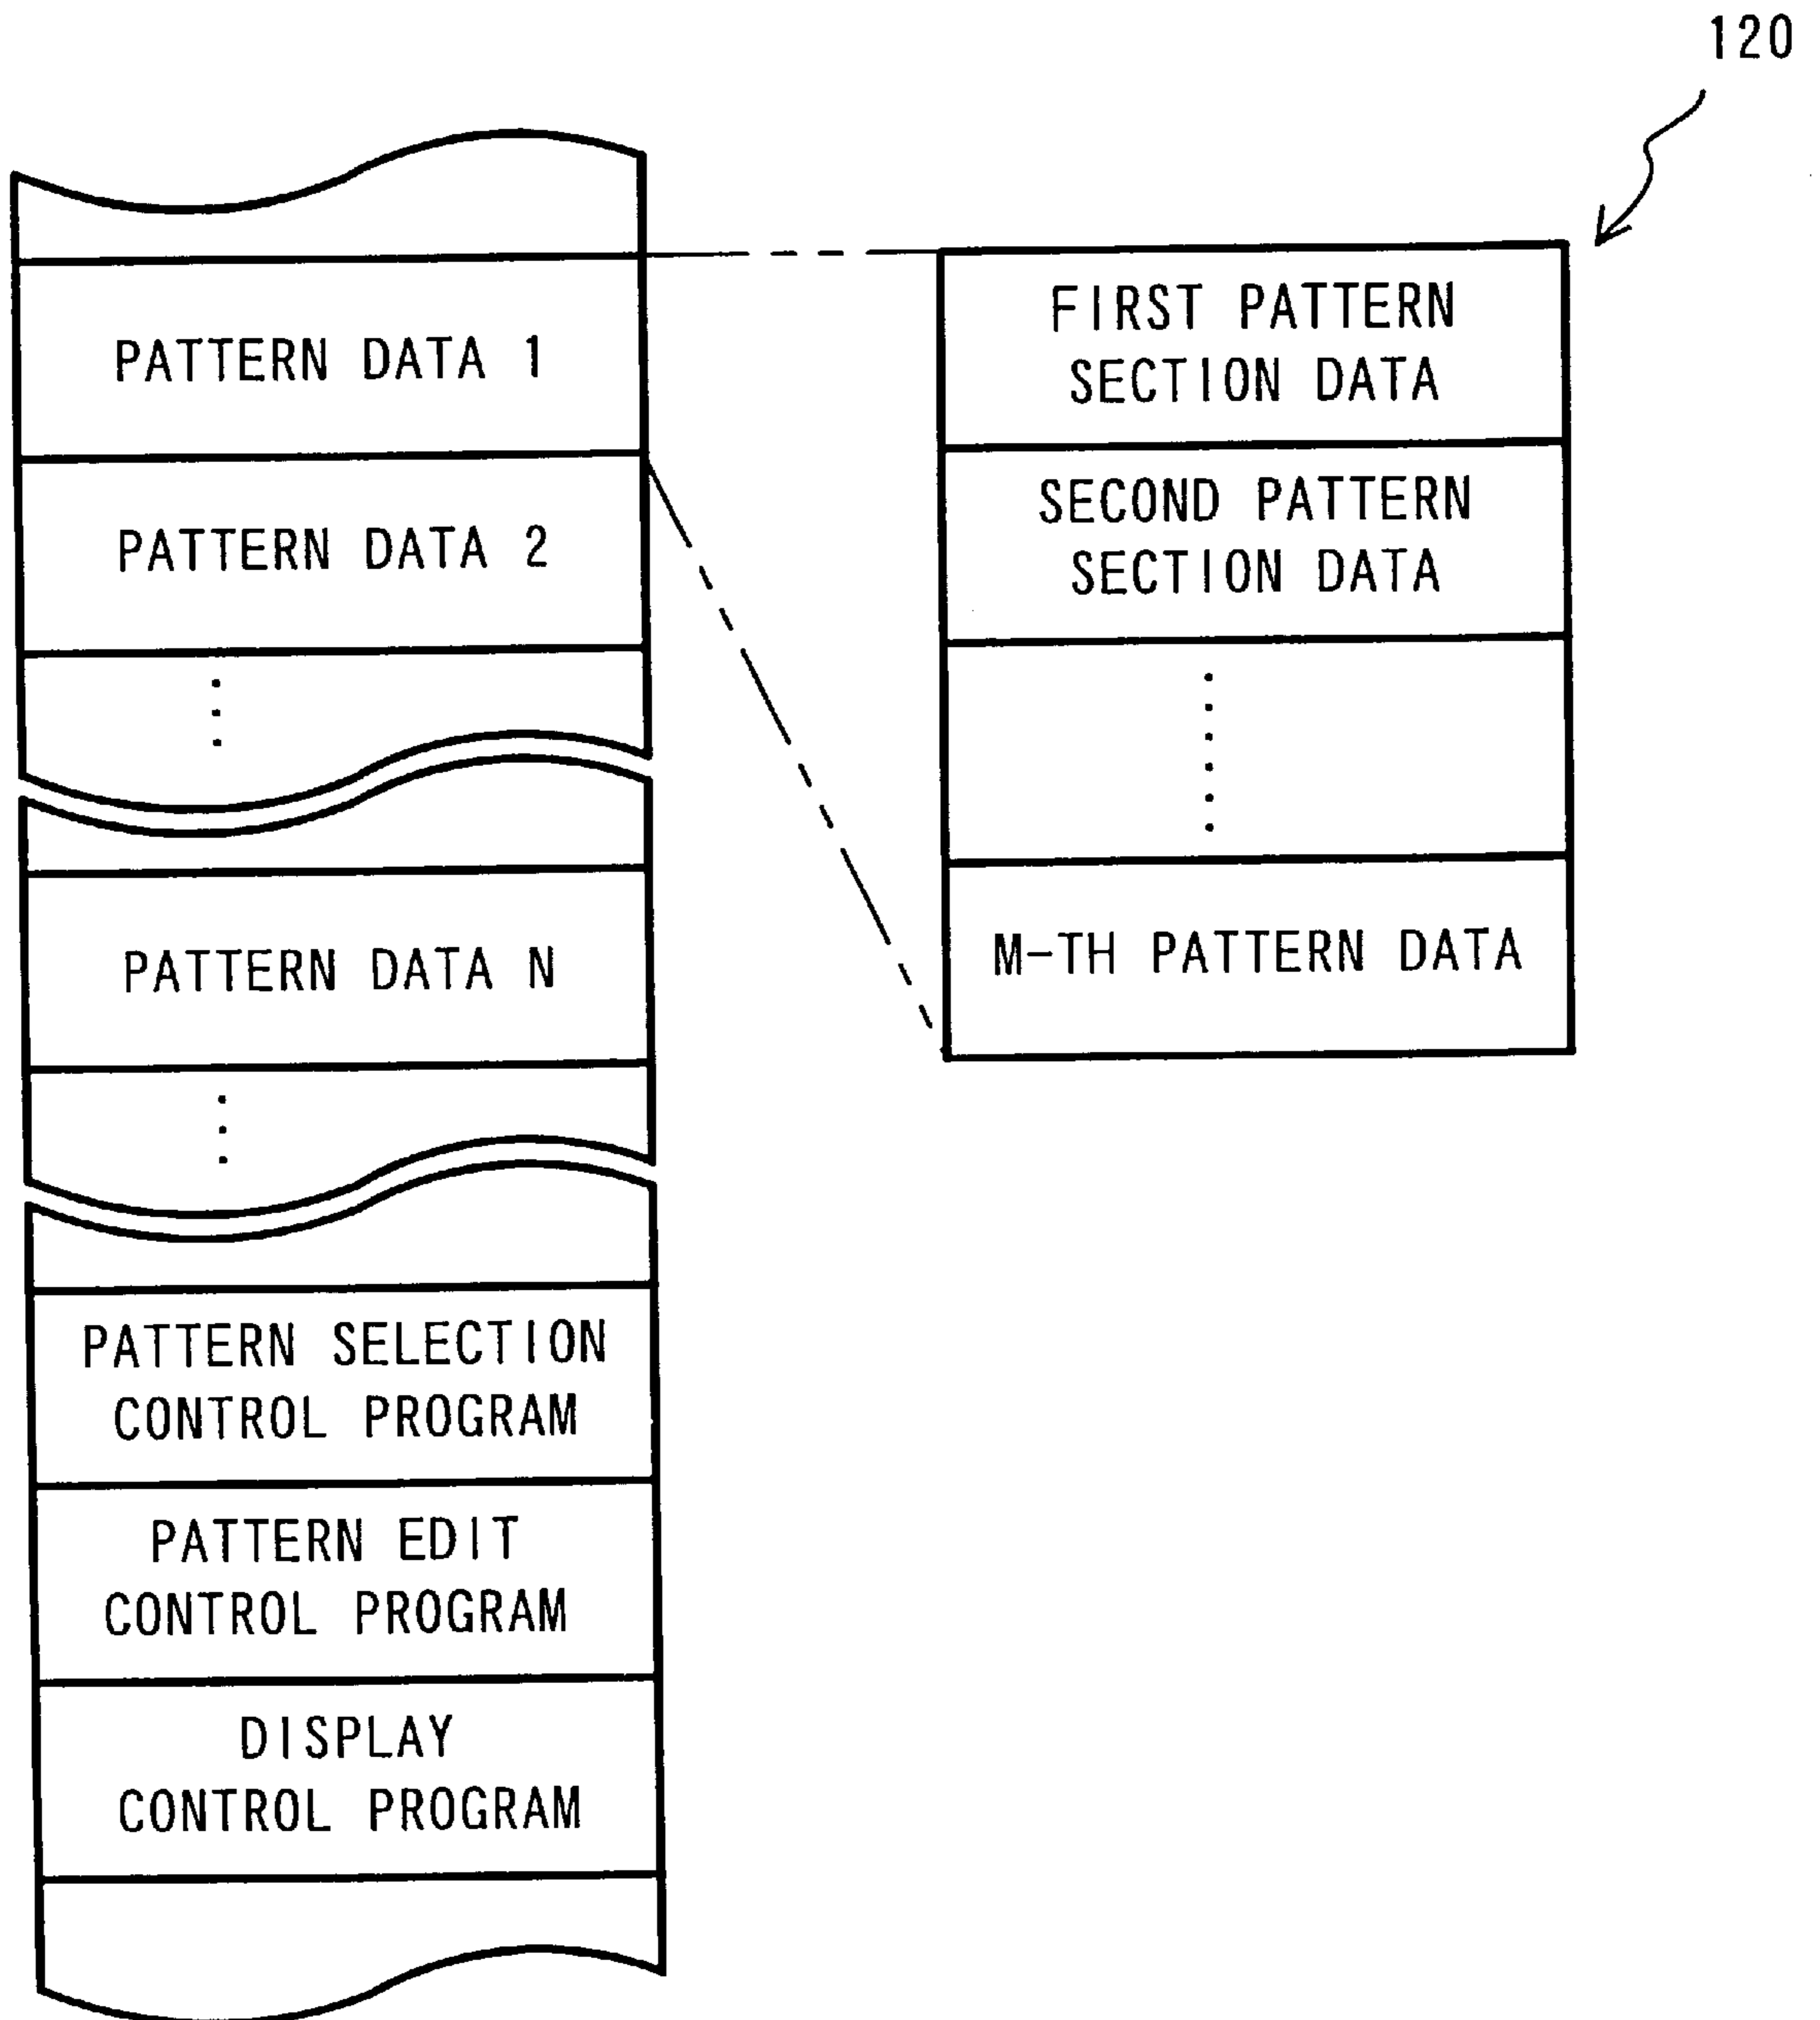 120
PATTERN DATA 1
PATTERN DATA 2
PATTERN DATA N
PATTERN SELECTION
CONTROL PROGRAM
PATTERN EDIT
CONTROL PROGRAM
DISPLAY
CONTROL PROGRAM
FIRST PATTERN
SECTION DATA
SECOND PATTERN
SECTION DATA
M-TH PATTERN DATA